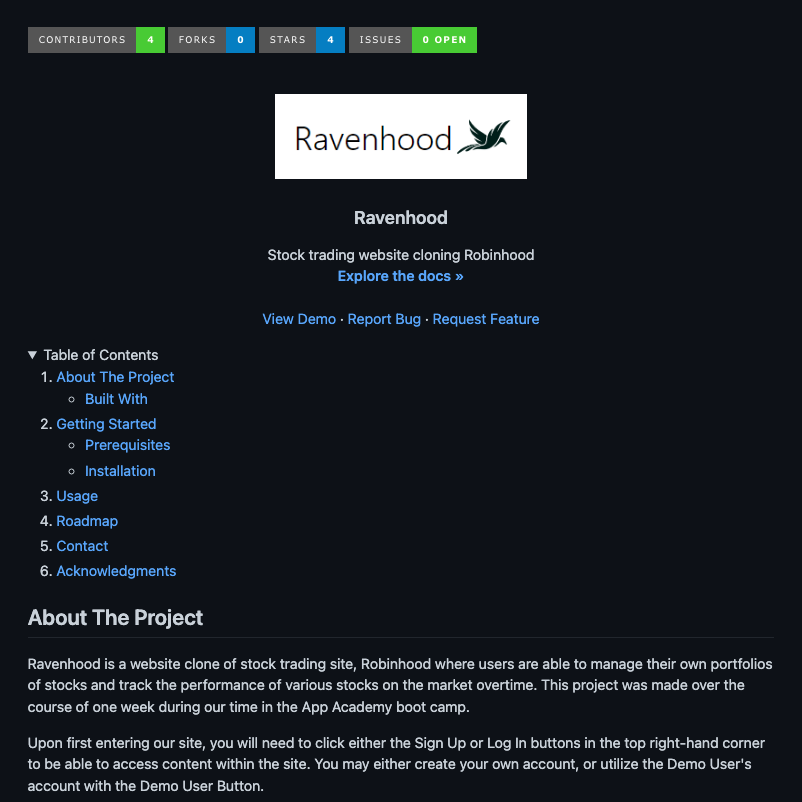 CONTRIBUTORS 4 FORKS 0 STARS 4 ISSUES 0 OPEN
Ravenhood
Ravenhood
Stock trading website cloning Robinhood
Explore the docs »
View Demo · Report Bug · Request Feature
▼ Table of Contents
1. About The Project
○ Built With
2. Getting Started
○ Prerequisites
○ Installation
3. Usage
4. Roadmap
5. Contact
6. Acknowledgments
About The Project
Ravenhood is a website clone of stock trading site, Robinhood where users are able to manage their own portfolios
of stocks and track the performance of various stocks on the market overtime. This project was made over the
course of one week during our time in the App Academy boot camp.
Upon first entering our site, you will need to click either the Sign Up or Log In buttons in the top right-hand corner
to be able to access content within the site. You may either create your own account, or utilize the Demo User's
account with the Demo User Button.